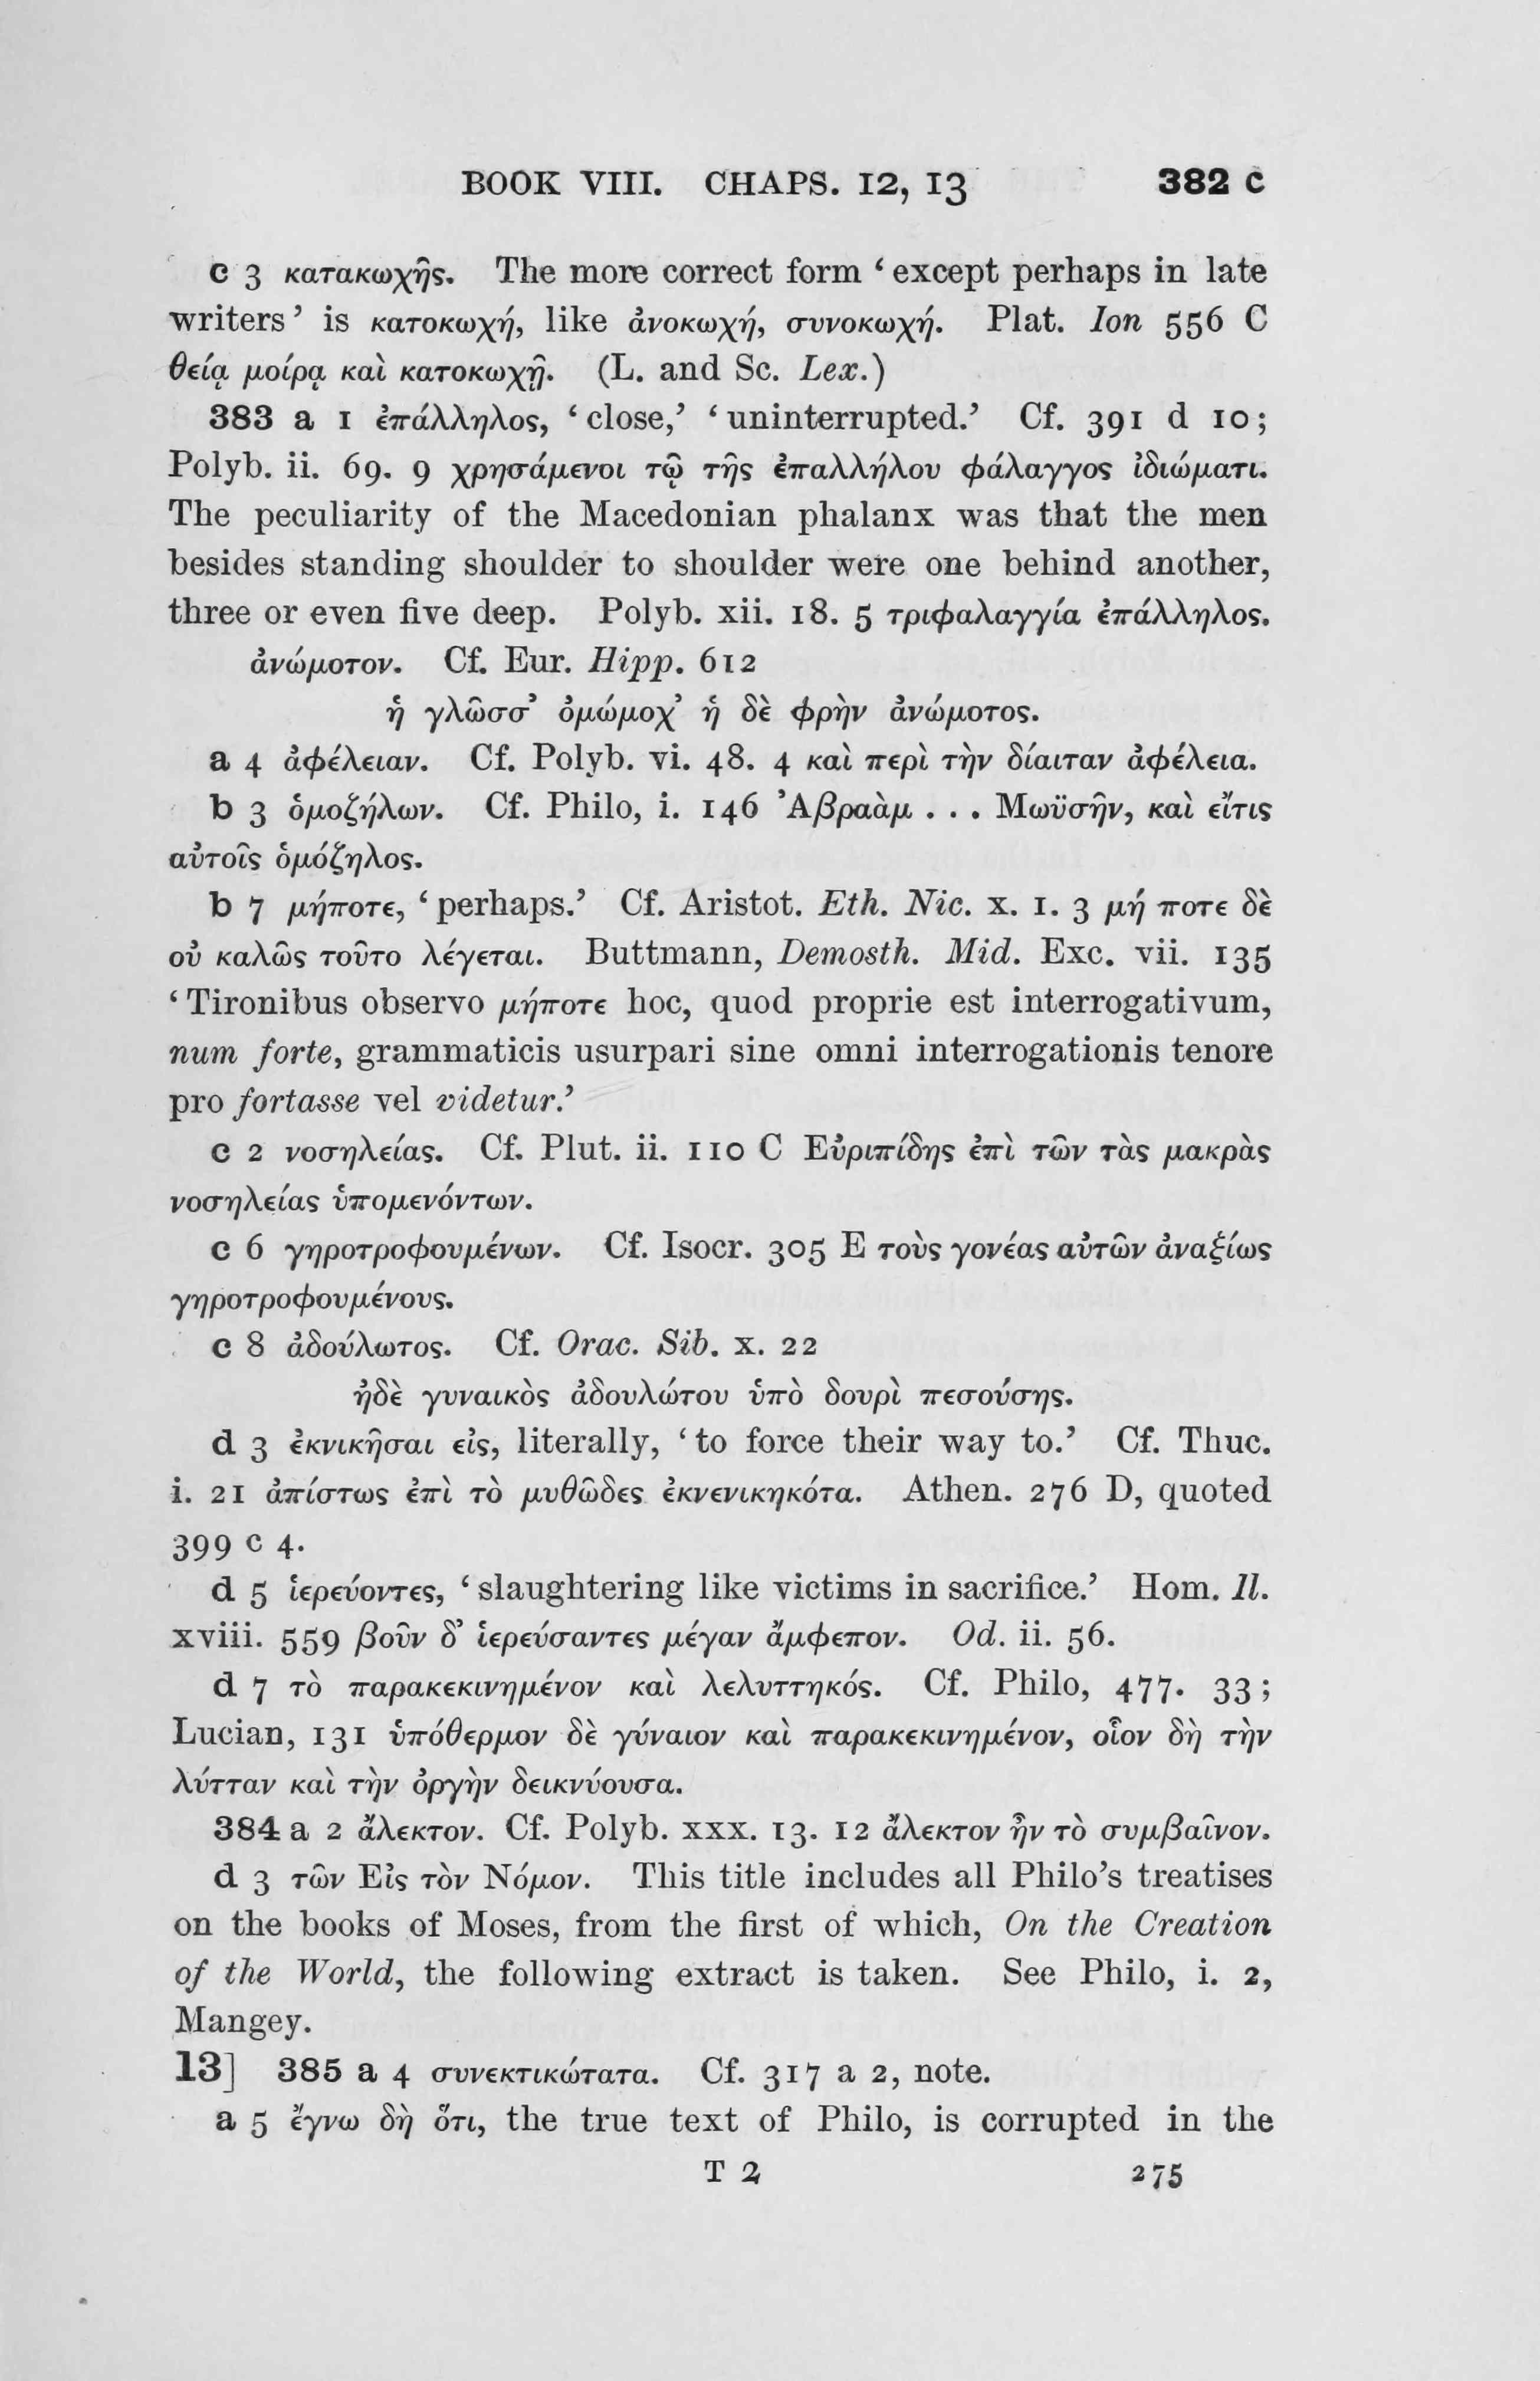 BOOK VIII. CHAPS. 12, 13 382 c
c 3 κατακωχῆς. The more correct form ‘except perhaps in late
writers’ is κατοκωχή, like ἀνοκωχή, συνοκωχή. Plat. Ion 556 C
θείᾳ μοίρᾳ καὶ κατοκωχῇ. (L. and Sc. Lex.)
383 a 1 ἐπάλληλος, ‘close,’ ‘uninterrupted.’ Cf. 391 d 10;
Polyb. ii. 69. 9 χρησάμενοι τῷ τῆς ἐπαλλήλου φάλαγγος ἰδιώματι.
The peculiarity of the Macedonian phalanx was that the men
besides standing shoulder to shoulder were one behind another,
three or even five deep. Polyb. xii. 18. 5 τριφαλαγγία ἐπάλληλος.
ἀνώμοτον. Cf. Eur. Hipp. 612
ἡ γλῶσσ’ ὀμώμοχ’ ἡ δὲ φρὴν ἀνώμοτος.
a 4 ἀφέλειαν. Cf. Polyb. vi. 48. 4 καὶ περὶ τὴν δίαιταν ἀφέλεια.
b 3 ὁμοζήλων. Cf. Philo, i. 146 Ἀβραὰμ . . . Μωϋσῆν, καὶ εἴτις
αὐτοῖς ὁμόζηλος.
b 7 μήποτε, ‘perhaps.’ Cf. Aristot. Eth. Nic. x. 1. 3 μή ποτε δὲ
οὐ καλῶς τοῦτο λέγεται. Buttmann, Demosth. Mid. Exc. vii. 135
‘Tironibus observo μήποτε hoc, quod proprie est interrogativum,
num forte, grammaticis usurpari sine omni interrogationis tenore
pro fortasse vel videtur.’
c 2 νοσηλείας. Cf. Plut. ii. 110 C Εὐριπίδης ἐπὶ τῶν τὰς μακρὰς
νοσηλείας ὑπομενόντων.
c 6 γηροτροφουμένων. Cf. Isocr. 305 E τοὺς γονέας αὐτῶν ἀναξίως
γηροτροφουμένους.
c 8 ἀδούλωτος. Cf. Orac. Sib. x. 22
ἠδὲ γυναικὸς ἀδουλώτου ὑπὸ δουρὶ πεσούσης.
d 3 ἐκνικῆσαι εἰς, literally, ‘to force their way to.’ Cf. Thuc.
i. 21 ἀπίστως ἐπὶ τὸ μυθῶδες ἐκνενικηκότα. Athen. 276 D, quoted
399 c 4.
d 5 ἱερεύοντες, ‘slaughtering like victims in sacrifice.’ Hom. Il.
xviii. 559 βοῦν δ’ ἱερεύσαντες μέγαν ἄμφεπον. Od. ii. 56.
d 7 τὸ παρακεκινημένον καὶ λελυττηκός. Cf. Philo, 477. 33;
Lucian, 131 ὑπόθερμον δὲ γύναιον καὶ παρακεκινημένον, οἷον δὴ τὴν
λύτταν καὶ τὴν ὀργὴν δεικνύουσα.
384 a 2 ἄλεκτον. Cf. Polyb. xxx. 13. 12 ἄλεκτον ἦν τὸ συμβαῖνον.
d 3 τῶν Εἰς τὸν Νόμον. This title includes all Philo’s treatises
on the books of Moses, from the first of which, On the Creation
of the World, the following extract is taken. See Philo, i. 2,
Mangey.
13] 385 a 4 συνεκτικώτατα. Cf. 317 a 2, note.
a 5 ἔγνω δὴ ὅτι, the true text of Philo, is corrupted in the
T 2 275